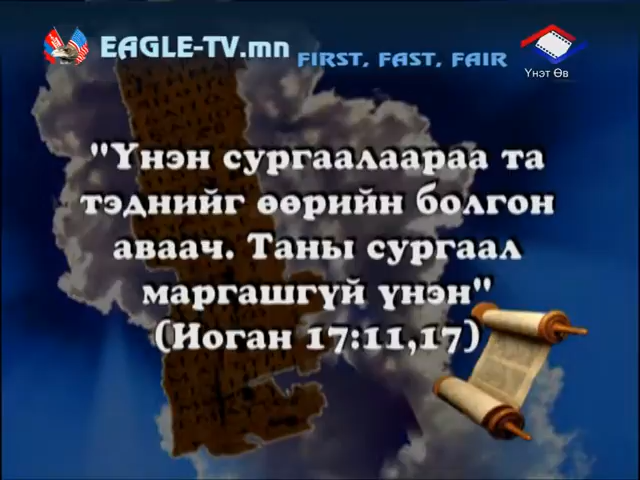 EAGLE-TV.mn
FIRST, FAST, FAIR
Үнэт Өв
"Үнэн сургаалаараа та
тэднийг өөрийн болгон
аваач. Таны сургаал
маргашгүй үнэн"
(Иоган 17:11,17)